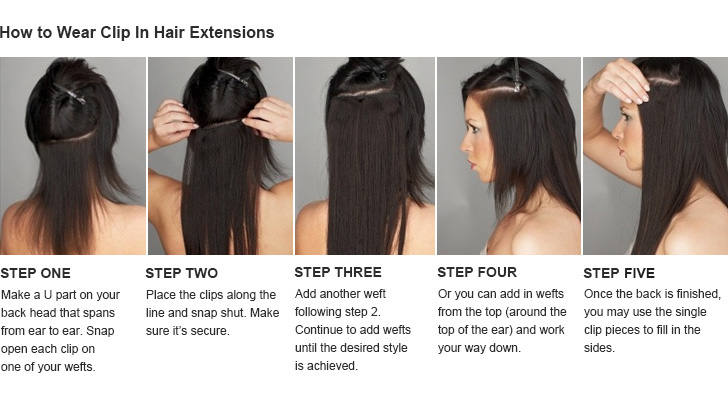 How to Wear Clip In Hair Extensions
STEP ONE
Make a U part on your
back head that spans
from ear to ear. Snap
open each clip on
one of your wefts.
STEP TWO
Place the clips along the
line and snap shut. Make
sure it’s secure.
STEP THREE
Add another weft
following step 2.
Continue to add wefts
until the desired style
is achieved.
STEP FOUR
Or you can add in wefts
from the top (around the
top of the ear) and work
your way down.
STEP FIVE
Once the back is finished,
you may use the single
clip pieces to fill in the
sides.